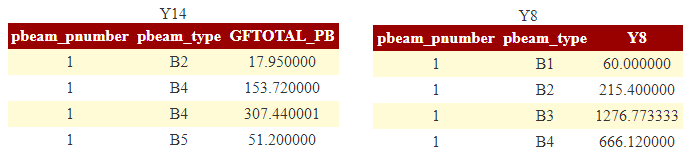 Y14
pbeam_pnumber pbeam_type GFTOTAL_PB
1 B2 17.950000
1 B4 153.720000
1 B4 307.440001
1 B5 51.200000
Y8
pbeam_pnumber pbeam_type Y8
1 B1 60.000000
1 B2 215.400000
1 B3 1276.773333
1 B4 666.120000